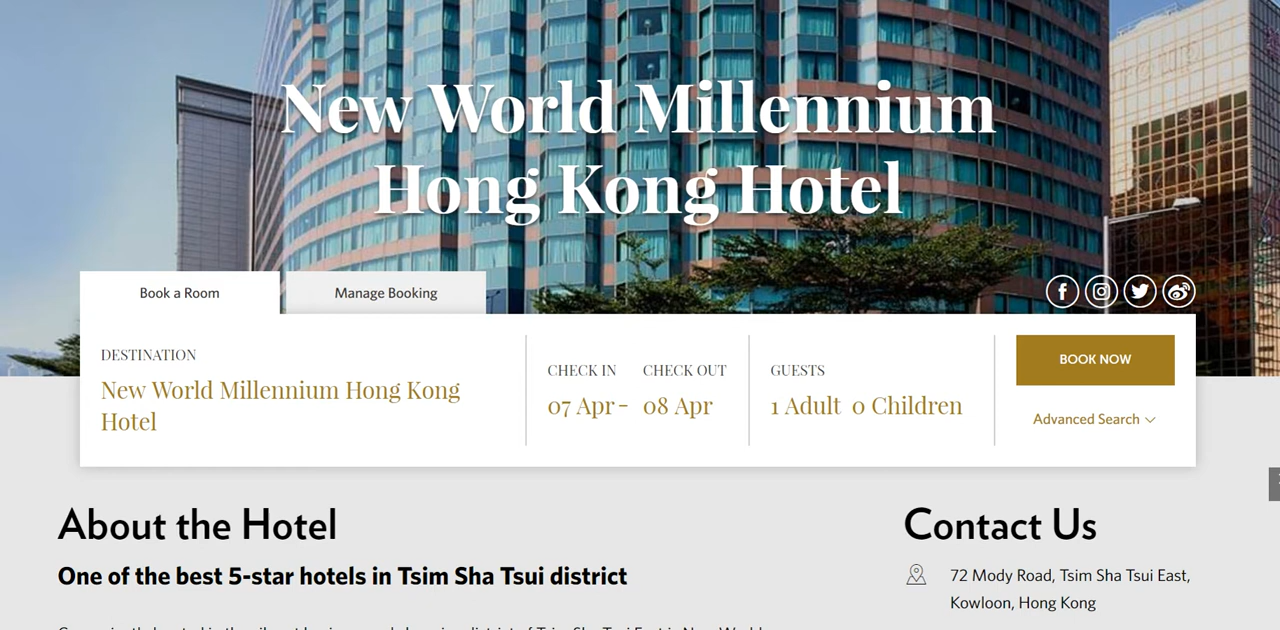 New World Millennium
Hong Kong Hotel
Book a Room
Manage Booking
DESTINATION
New World Millennium Hong Kong
Hotel
CHECK IN
CHECK OUT
07 Apr -
08 Apr
GUESTS
1 Adult 0 Children
BOOK NOW
Advanced Search
About the Hotel
One of the best 5-star hotels in Tsim Sha Tsui district
Contact Us
72 Mody Road, Tsim Sha Tsui East,
Kowloon, Hong Kong